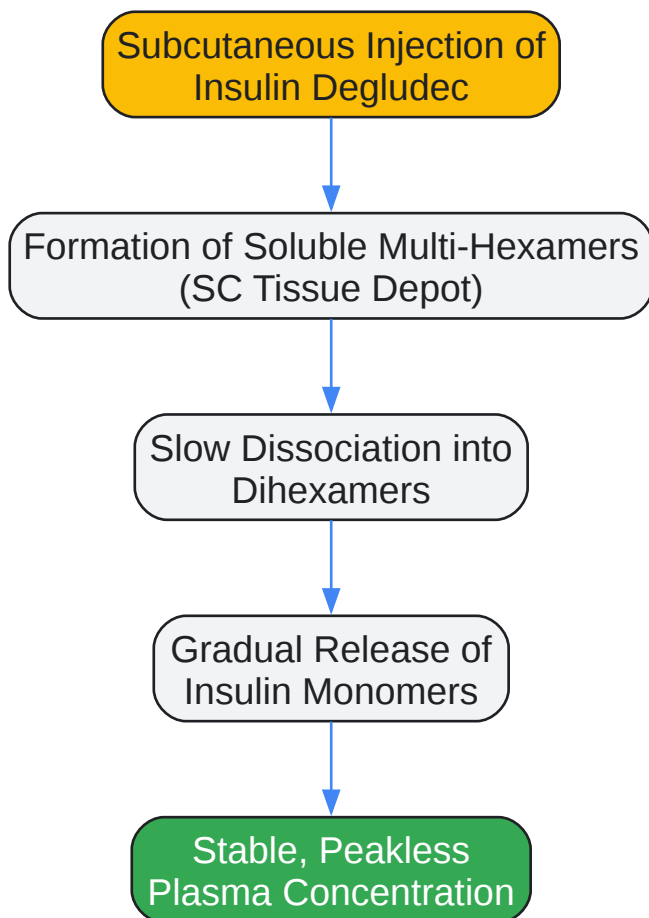 Subcutaneous Injection of
Insulin Degludec
Formation of Soluble Multi-Hexamers
(SC Tissue Depot)
Slow Dissociation into
Dihexamers
Gradual Release of
Insulin Monomers
Stable, Peakless
Plasma Concentration